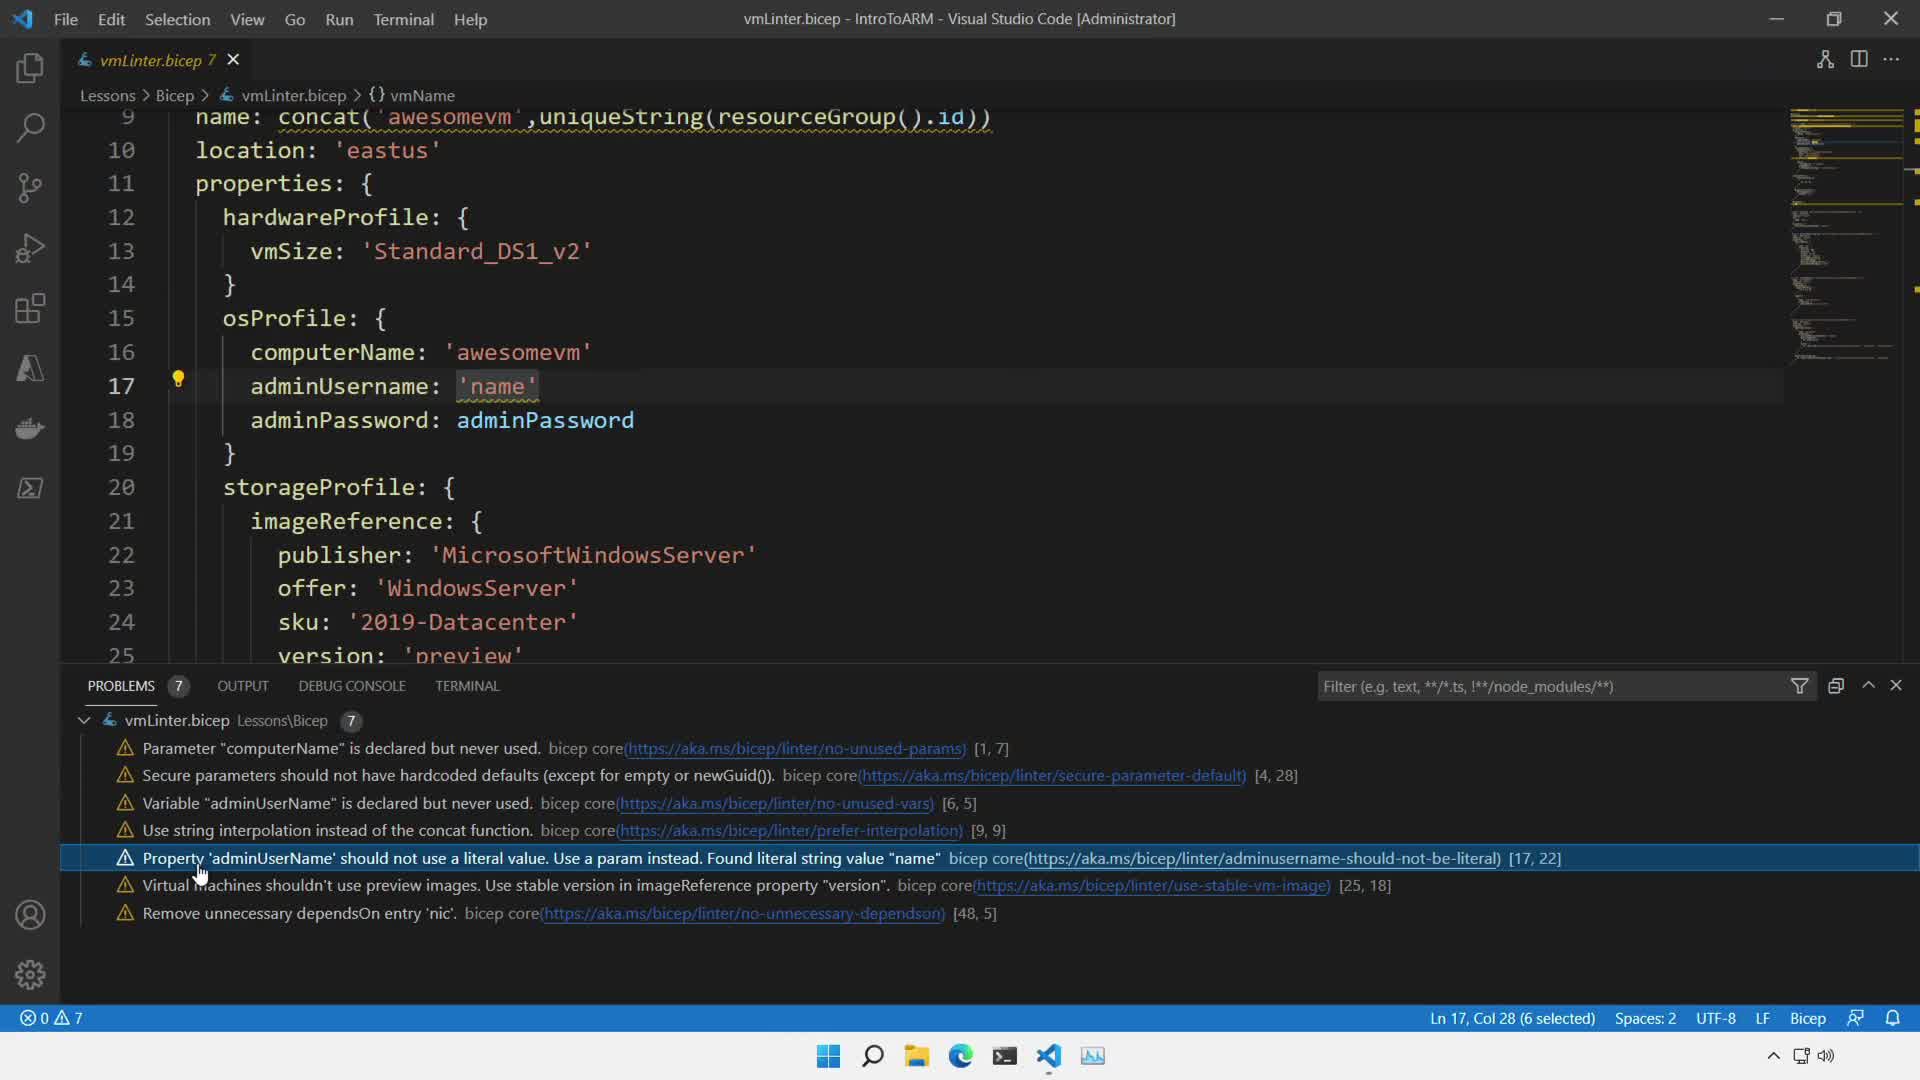 File Edit Selection View Go Run Terminal Help
vmLinter.bicep - IntroToARM - Visual Studio Code [Administrator]
vmLinter.bicep 7
Lessons > Bicep > vmLinter.bicep > {} vmName
9 name: concat('awesomevm',uniqueString(resourceGroup().id))
10 location: 'eastus'
11 properties: {
12 hardwareProfile: {
13 vmSize: 'Standard_DS1_v2'
14 }
15 osProfile: {
16 computerName: 'awesomevm'
17 adminUsername: 'name'
18 adminPassword: adminPassword
19 }
20 storageProfile: {
21 imageReference: {
22 publisher: 'MicrosoftWindowsServer'
23 offer: 'WindowsServer'
24 sku: '2019-Datacenter'
25 version: 'preview'
PROBLEMS 7 OUTPUT DEBUG CONSOLE TERMINAL
Filter (e.g. text, **/*.ts, !**/node_modules/**)
vmLinter.bicep Lessons\Bicep 7
Parameter "computerName" is declared but never used. bicep core(https://aka.ms/bicep/linter/no-unused-params) [1, 7]
Secure parameters should not have hardcoded defaults (except for empty or newGuid()). bicep core(https://aka.ms/bicep/linter/secure-parameter-default) [4, 28]
Variable "adminUserName" is declared but never used. bicep core(https://aka.ms/bicep/linter/no-unused-vars) [6, 5]
Use string interpolation instead of the concat function. bicep core(https://aka.ms/bicep/linter/prefer-interpolation) [9, 9]
Property 'adminUserName' should not use a literal value. Use a param instead. Found literal string value "name" bicep core(https://aka.ms/bicep/linter/adminusername-should-not-be-literal) [17, 22]
Virtual machines shouldn't use preview images. Use stable version in imageReference property "version". bicep core(https://aka.ms/bicep/linter/use-stable-vm-image) [25, 18]
Remove unnecessary dependsOn entry 'nic'. bicep core(https://aka.ms/bicep/linter/no-unnecessary-dependson) [48, 5]
0 7
Ln 17, Col 28 (6 selected) Spaces: 2 UTF-8 LF Bicep